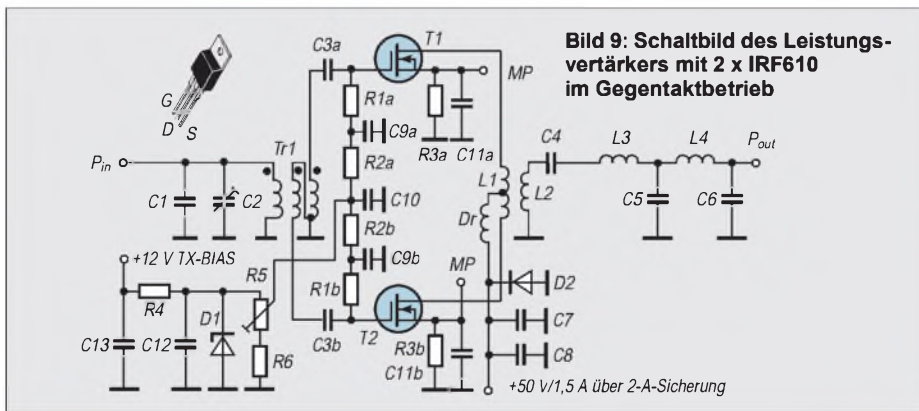 Bild 9: Schaltbild des Leistungs-
vertärkers mit 2 x IRF610
im Gegentaktbetrieb
C3a
T1
MP
G
D
S
R1a
C9a
R3a
C11a
Tr1
R2a
C4
L3
L4
Pout
Pin
L1
C1
C2
C10
L2
C5
C6
R2b
Dr
+12 V TX-BIAS
R5
C9b
MP
R4
R1b
D2
D1
T2
C7
C13
C12
R6
C3b
R3b
C8
C11b
+50 V/1,5 A über 2-A-Sicherung